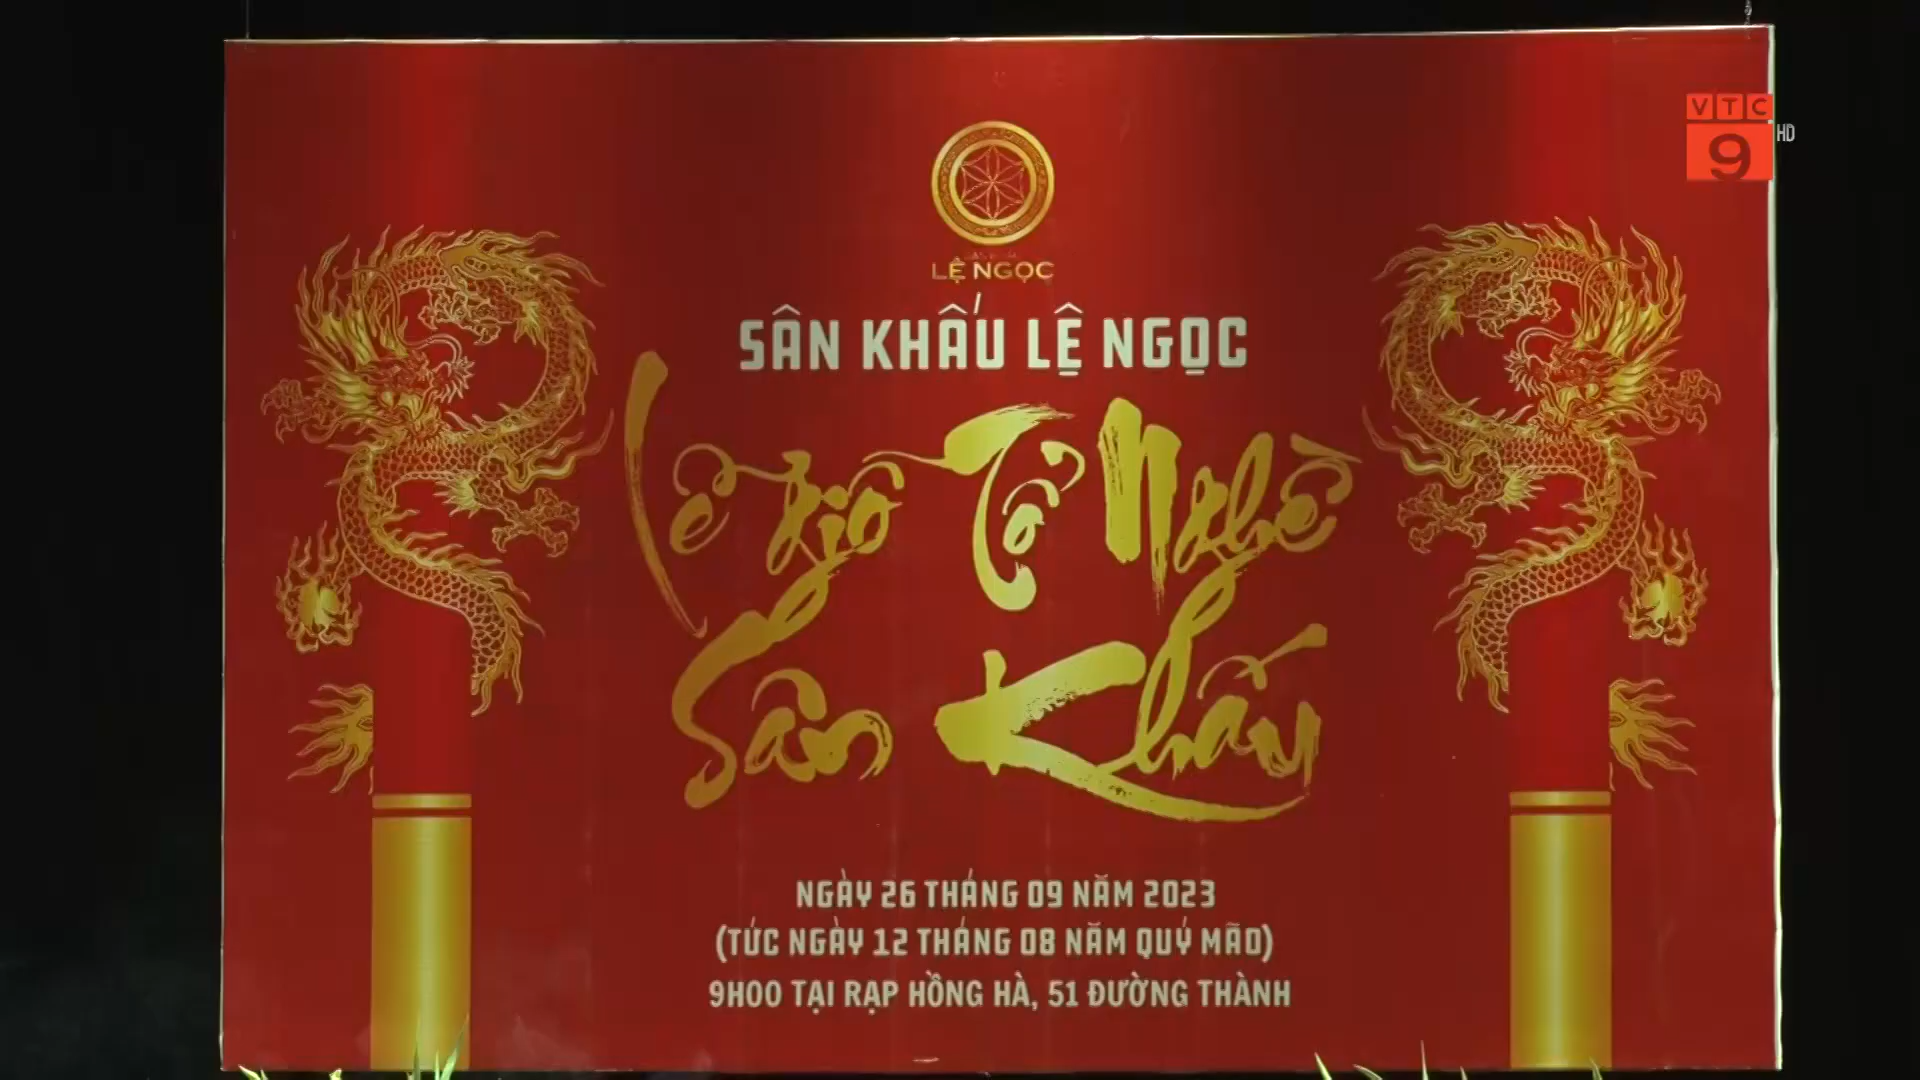 VTC
9
HD
LỆ NGỌC
SÂN KHẤU LỆ NGỌC
Lễ giỗ Tổ Nghề
Sân Khấu
NGÀY 26 THÁNG 09 NĂM 2023
(TỨC NGÀY 12 THÁNG 08 NĂM QUÝ MÃO)
9H00 TẠI RẠP HỒNG HÀ, 51 ĐƯỜNG THÀNH